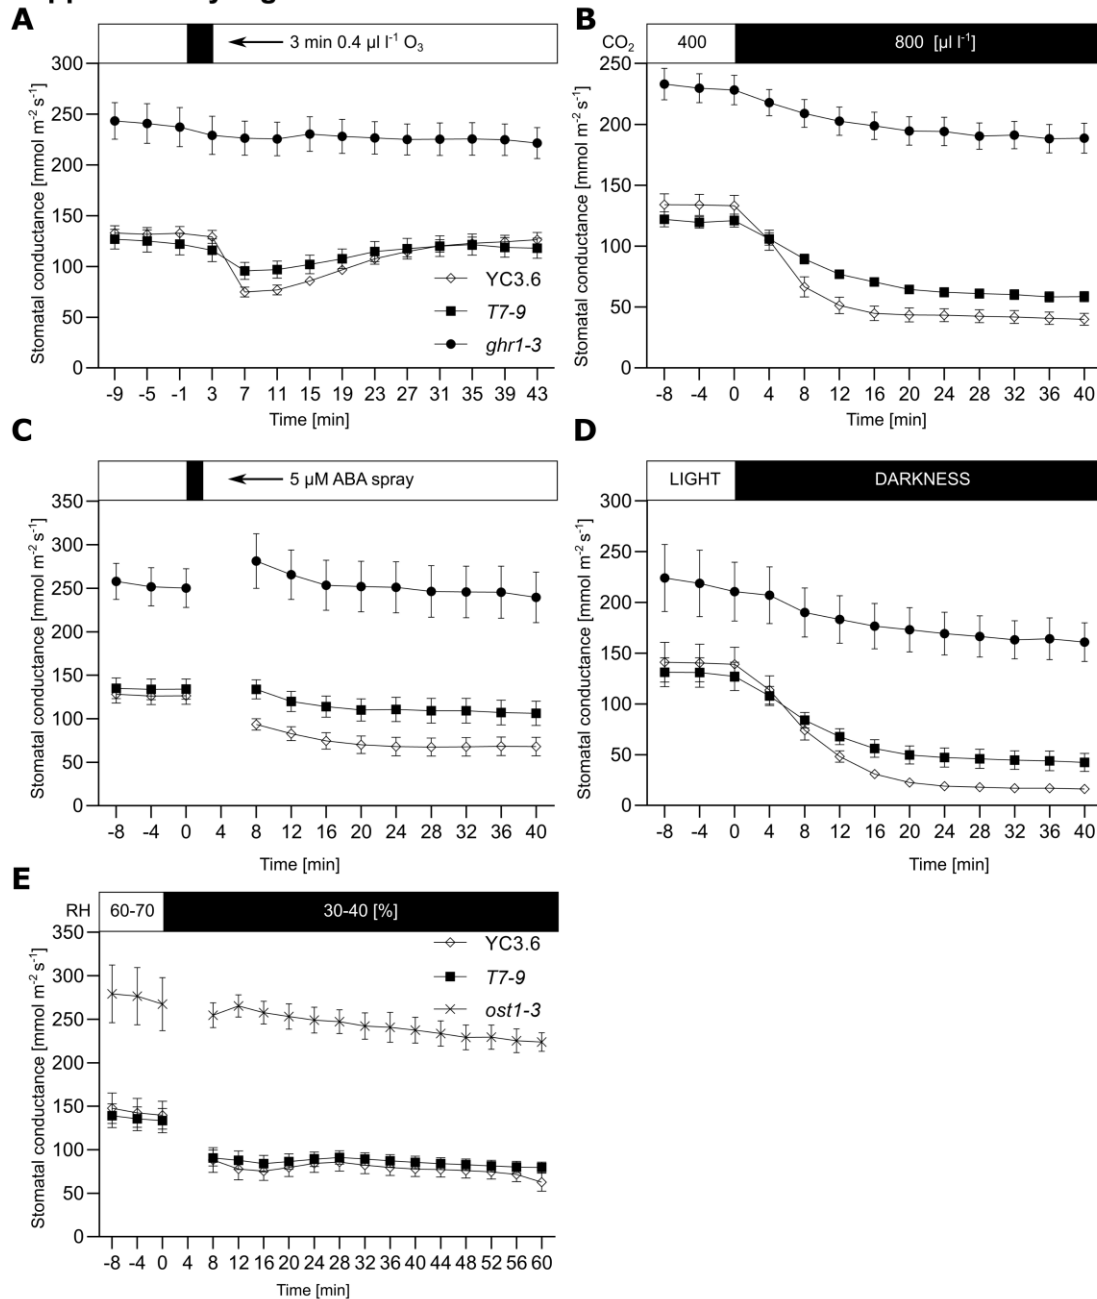 A
3 min 0.4 µl l⁻¹ O₃
Stomatal conductance [mmol m⁻² s⁻¹]
300
250
200
150
100
50
0
YC3.6
T7-9
ghr1-3
-9 -5 -1 3 7 11 15 19 23 27 31 35 39 43
Time [min]
B
CO₂ 400 800 [µl l⁻¹]
Stomatal conductance [mmol m⁻² s⁻¹]
250
200
150
100
50
0
-8 -4 0 4 8 12 16 20 24 28 32 36 40
Time [min]
C
5 µM ABA spray
Stomatal conductance [mmol m⁻² s⁻¹]
350
300
250
200
150
100
50
0
-8 -4 0 4 8 12 16 20 24 28 32 36 40
Time [min]
D
LIGHT DARKNESS
Stomatal conductance [mmol m⁻² s⁻¹]
300
250
200
150
100
50
0
-8 -4 0 4 8 12 16 20 24 28 32 36 40
Time [min]
E
RH 60-70 30-40 [%]
Stomatal conductance [mmol m⁻² s⁻¹]
350
300
250
200
150
100
50
0
YC3.6
T7-9
ost1-3
-8 -4 0 4 8 12 16 20 24 28 32 36 40 44 48 52 56 60
Time [min]